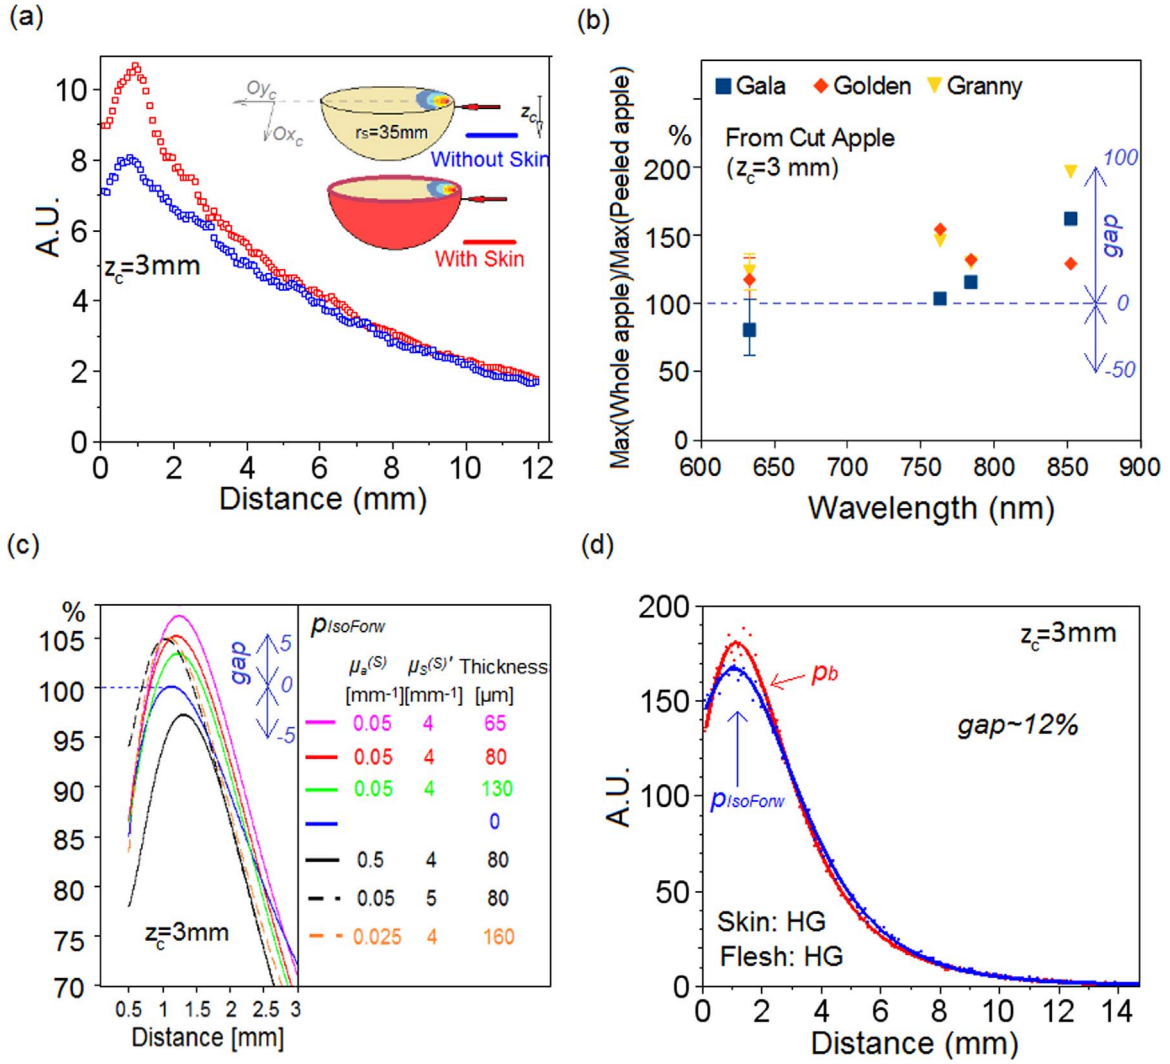 (a)
10
8
6
4
2
0
A.U.
0 2 4 6 8 10 12
Distance (mm)
Oyc
Oxc
rs=35mm
zc
Without Skin
With Skin
zc=3mm
(b)
Gala Golden Granny
%
200
150
100
50
0
Max(Whole apple)/Max(Peeled apple)
From Cut Apple
(zc=3 mm)
100
gap
0
-50
600 650 700 750 800 850 900
Wavelength (nm)
(c)
%
105
100
95
90
85
80
75
70
gap
5
0
-5
zc=3mm
0.5 1 1.5 2 2.5 3
Distance [mm]
pIsoForw
μa(S) μS(S)' Thickness
[mm-1] [mm-1] [µm]
0.05 4 65
0.05 4 80
0.05 4 130
0
0.5 4 80
0.05 5 80
0.025 4 160
(d)
200
150
100
50
0
A.U.
zc=3mm
pb
gap~12%
pIsoForw
Skin: HG
Flesh: HG
0 2 4 6 8 10 12 14
Distance (mm)